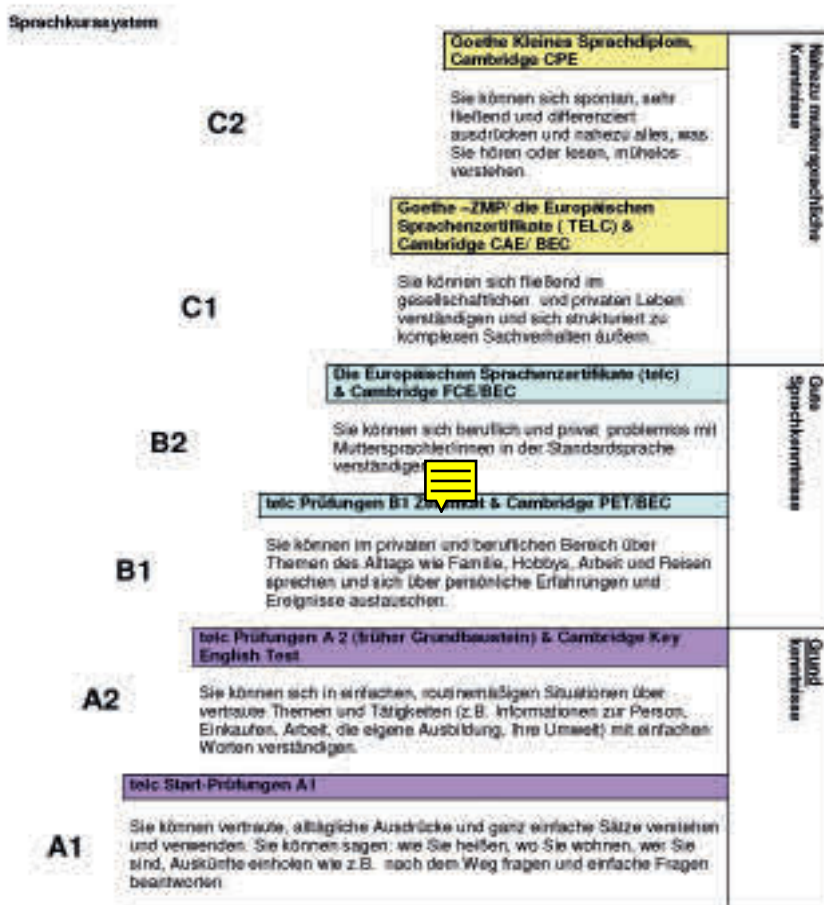 Sprachkurssystem
Goethe Kleines Sprachdiplom,
Cambridge CPE
C2
Sie können sich spontan, sehr
fließend und differenziert
ausdrücken und nahezu alles, was
Sie hören oder lesen, mühelos
verstehen.
Nahezu muttersprachliche
Kenntnisse
Goethe –ZMP/ die Europäischen
Sprachenzertifikate ( TELC) &
Cambridge CAE/ BEC
C1
Sie können sich fließend im
gesellschaftlichen und privaten Leben
verständigen und sich strukturiert zu
komplexen Sachverhalten äußern.
Die Europäischen Sprachenzertifikate (telc)
& Cambridge FCE/BEC
B2
Sie können sich beruflich und privat problemlos mit
Muttersprachler/innen in der Standardsprache
Gute
Sprachkenntnisse
telc Prüfungen B1 & Cambridge PET/BEC
B1
Sie können im privaten und beruflichen Bereich über
Themen des Alltags wie Familie, Hobbys, Arbeit und Reisen
sprechen und sich über persönliche Erfahrungen und
Ereignisse austauschen.
telc Prüfungen A 2 (früher Grundbaustein) & Cambridge Key
English Test
A2
Sie können sich in einfachen, routinemäßigen Situationen über
vertraute Themen und Tätigkeiten (z.B. Informationen zur Person,
Einkaufen, Arbeit, die eigene Ausbildung, Ihre Umwelt) mit einfachen
Worten verständigen.
Grund
kenntnisse
telc Start-Prüfungen A1
A1
Sie können vertraute, alltägliche Ausdrücke und ganz einfache Sätze verstehen
und verwenden. Sie können sagen: wie Sie heißen, wo Sie wohnen, wer Sie
sind, Auskünfte einholen wie z.B. nach dem Weg fragen und einfache Fragen
beantworten.